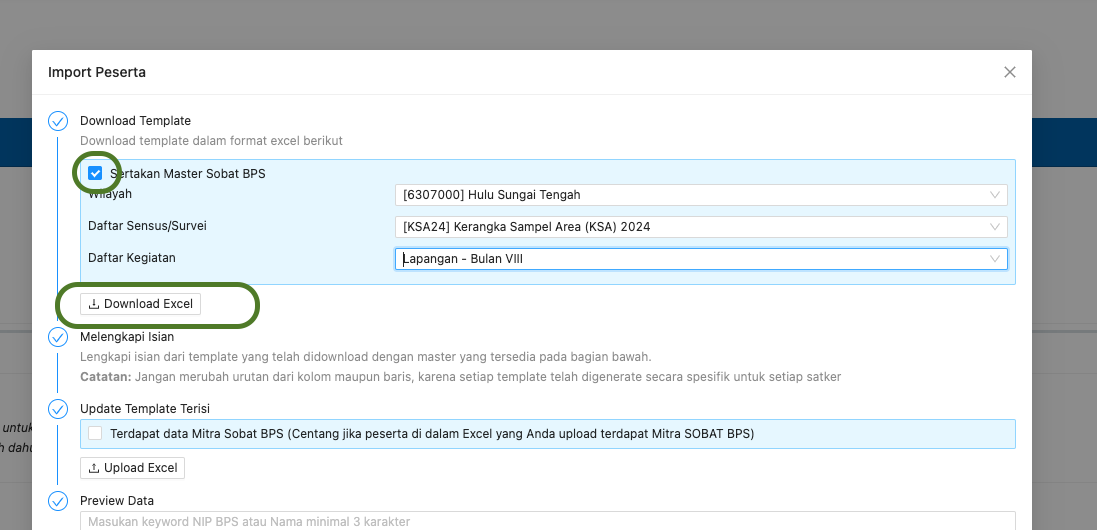 Import Peserta
Download Template
Download template dalam format excel berikut
Sertakan Master Sobat BPS
Wilayah
[6307000] Hulu Sungai Tengah
Daftar Sensus/Survei
[KSA24] Kerangka Sampel Area (KSA) 2024
Daftar Kegiatan
Lapangan - Bulan VIII
Download Excel
Melengkapi Isian
Lengkapi isian dari template yang telah didownload dengan master yang tersedia pada bagian bawah.
Catatan: Jangan merubah urutan dari kolom maupun baris, karena setiap template telah digenerate secara spesifik untuk setiap satker
Update Template Terisi
untuk
Terdapat data Mitra Sobat BPS (Centang jika peserta di dalam Excel yang Anda upload terdapat Mitra SOBAT BPS)
Upload Excel
Preview Data
Masukan keyword NIP BPS atau Nama minimal 3 karakter